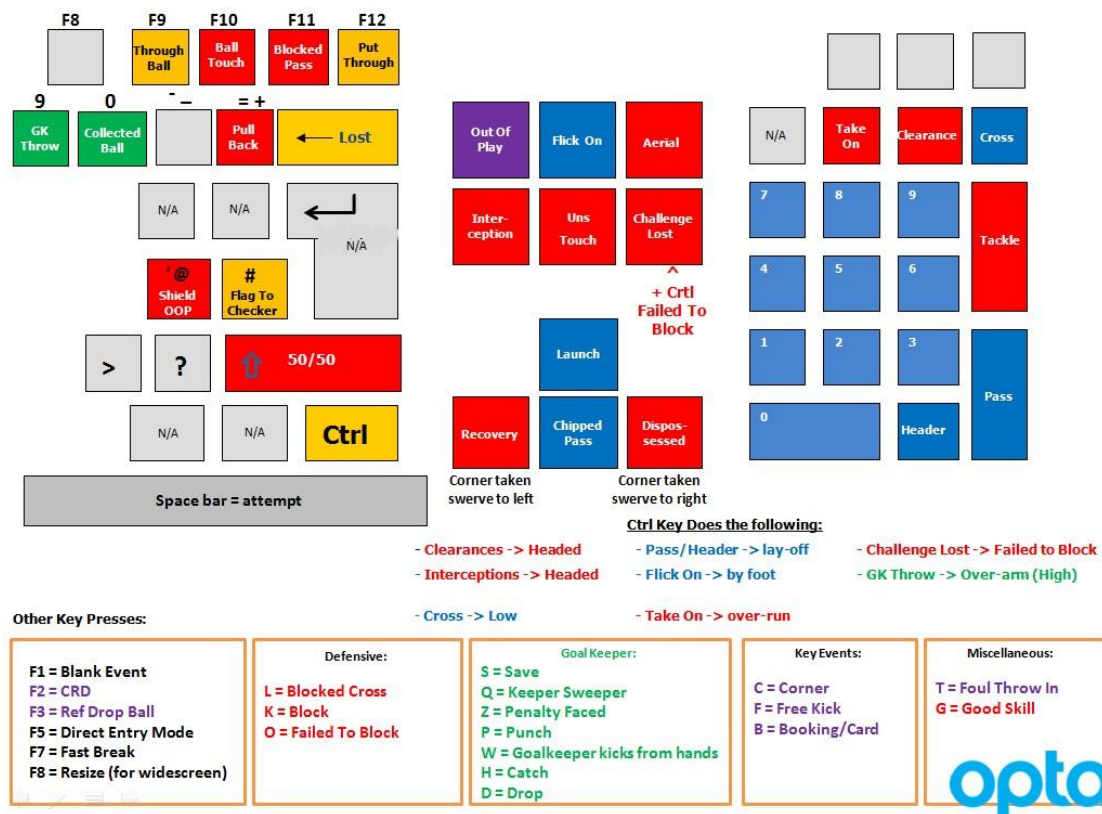 F8 F9 F10 F11 F12
Through Ball
Ball Touch
Blocked Pass
Put Through
9 0 - _ = +
GK Throw
Collected Ball
Pull Back
← Lost
N/A
N/A
N/A
' @
Shield OOP
#
Flag To Checker
>
?
50/50
N/A
N/A
Ctrl
Space bar = attempt
Out Of Play
Flick On
Aerial
Inter-
ception
Uns Touch
Challenge Lost
^
+ Crtl
Failed To
Block
Launch
Recovery
Chipped Pass
Dispos-
sessed
Corner taken
swerve to left
Corner taken
swerve to right
N/A
Take On
Clearance
Cross
7 8 9
Tackle
4 5 6
1 2 3
Pass
0
Header
Ctrl Key Does the following:
- Clearances -> Headed
- Interceptions -> Headed
- Cross -> Low
- Pass/Header -> lay-off
- Flick On -> by foot
- Take On -> over-run
- Challenge Lost -> Failed to Block
- GK Throw -> Over-arm (High)
Other Key Presses:
F1 = Blank Event
F2 = CRD
F3 = Ref Drop Ball
F5 = Direct Entry Mode
F7 = Fast Break
F8 = Resize (for widescreen)
Defensive:
L = Blocked Cross
K = Block
O = Failed To Block
Goal Keeper:
S = Save
Q = Keeper Sweeper
Z = Penalty Faced
P = Punch
W = Goalkeeper kicks from hands
H = Catch
D = Drop
Key Events:
C = Corner
F = Free Kick
B = Booking/Card
Miscellaneous:
T = Foul Throw In
G = Good Skill
opta